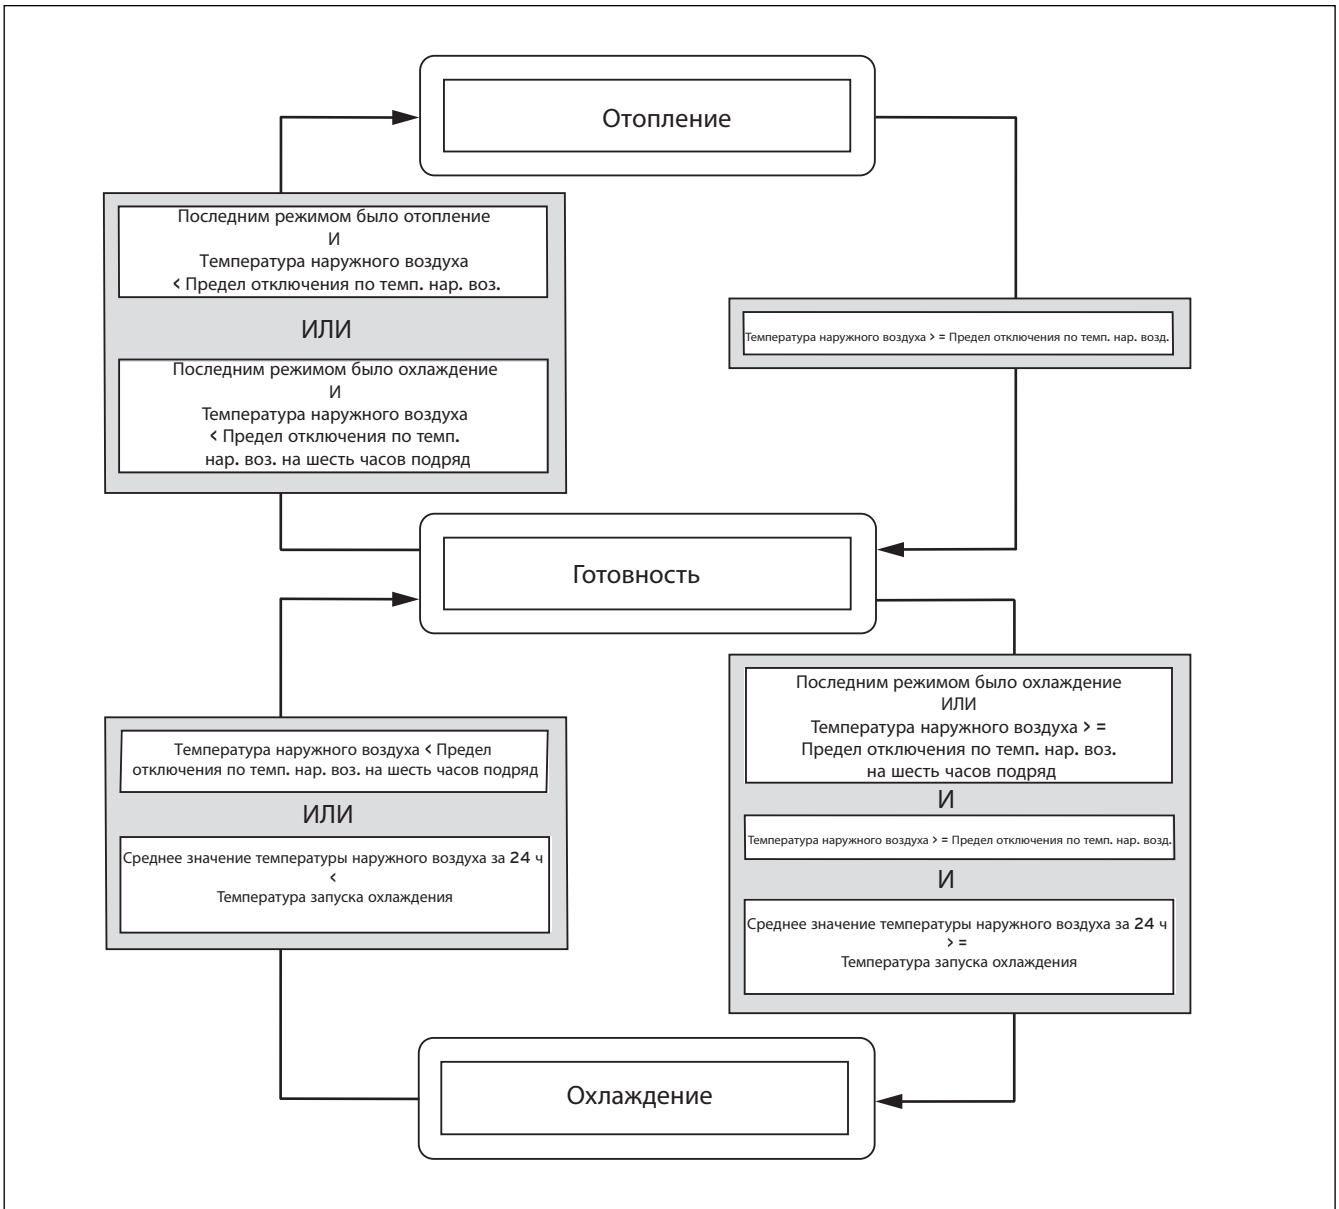 Отопление
Последним режимом было отопление
И
Температура наружного воздуха
< Предел отключения по темп. нар. воз.
ИЛИ
Последним режимом было охлаждение
И
Температура наружного воздуха
< Предел отключения по темп.
нар. воз. на шесть часов подряд
Температура наружного воздуха > = Предел отключения по темп. нар. возд.
Готовность
Температура наружного воздуха < Предел
отключения по темп. нар. воз. на шесть часов подряд
ИЛИ
Среднее значение температуры наружного воздуха за 24 ч
<
Температура запуска охлаждения
Последним режимом было охлаждение
ИЛИ
Температура наружного воздуха > =
Предел отключения по темп. нар. воз.
на шесть часов подряд
И
Температура наружного воздуха > = Предел отключения по темп. нар. возд.
И
Среднее значение температуры наружного воздуха за 24 ч
> =
Температура запуска охлаждения
Охлаждение